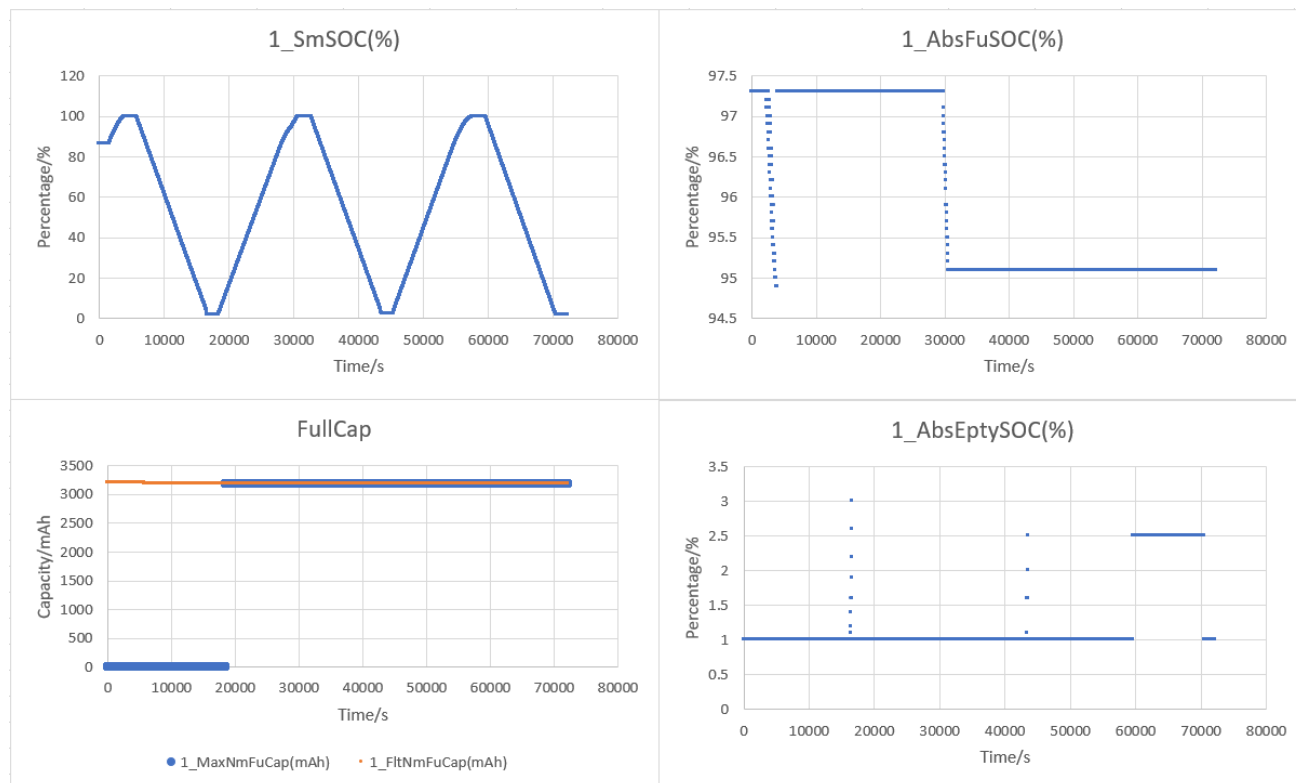 1_SmSOC(%)
120
100
80
60
40
20
0
Percentage/%
0 10000 20000 30000 40000 50000 60000 70000 80000
Time/s
1_AbsFuSOC(%)
97.5
97
96.5
96
95.5
95
94.5
Percentage/%
0 10000 20000 30000 40000 50000 60000 70000 80000
Time/s
FullCap
3500
3000
2500
2000
1500
1000
500
0
Capacity/mAh
0 10000 20000 30000 40000 50000 60000 70000 80000
Time/s
1_MaxNmFuCap(mAh) 1_FltNmFuCap(mAh)
1_AbsEptySOC(%)
3.5
3
2.5
2
1.5
1
0.5
0
Percentage/%
0 10000 20000 30000 40000 50000 60000 70000 80000
Time/s